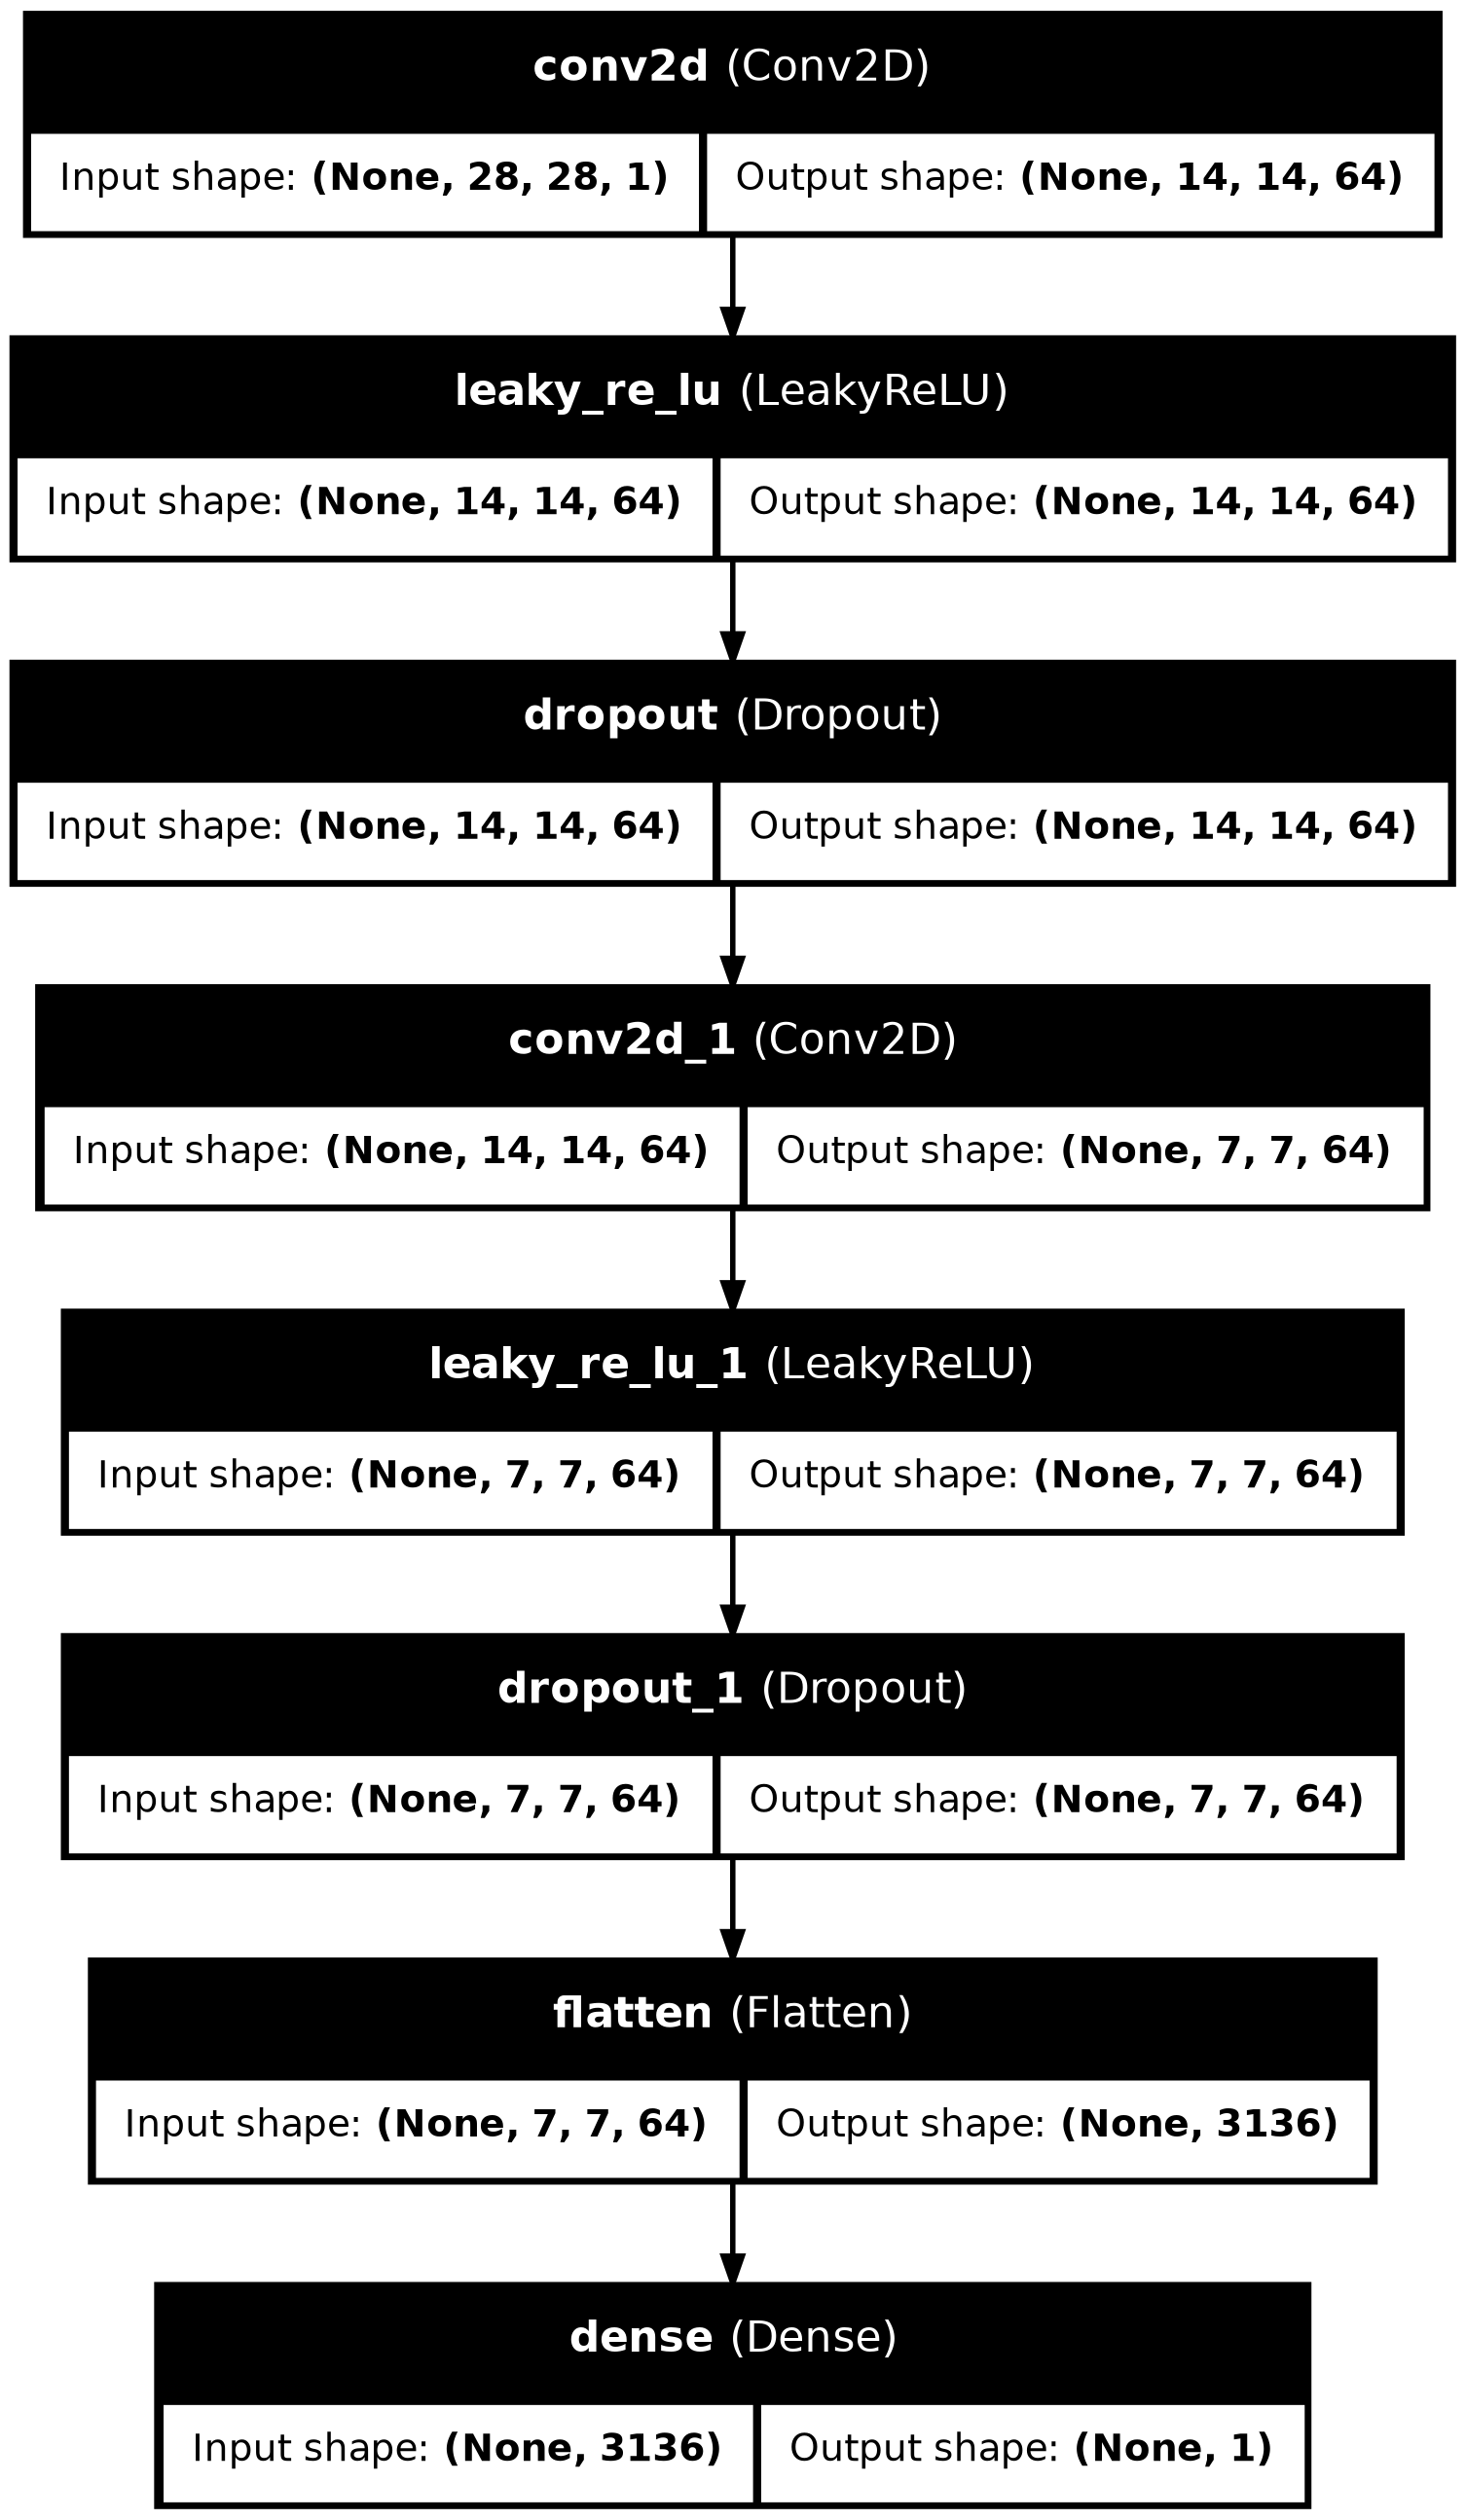 conv2d (Conv2D)
Input shape: (None, 28, 28, 1) Output shape: (None, 14, 14, 64)
leaky_re_lu (LeakyReLU)
Input shape: (None, 14, 14, 64) Output shape: (None, 14, 14, 64)
dropout (Dropout)
Input shape: (None, 14, 14, 64) Output shape: (None, 14, 14, 64)
conv2d_1 (Conv2D)
Input shape: (None, 14, 14, 64) Output shape: (None, 7, 7, 64)
leaky_re_lu_1 (LeakyReLU)
Input shape: (None, 7, 7, 64) Output shape: (None, 7, 7, 64)
dropout_1 (Dropout)
Input shape: (None, 7, 7, 64) Output shape: (None, 7, 7, 64)
flatten (Flatten)
Input shape: (None, 7, 7, 64) Output shape: (None, 3136)
dense (Dense)
Input shape: (None, 3136) Output shape: (None, 1)